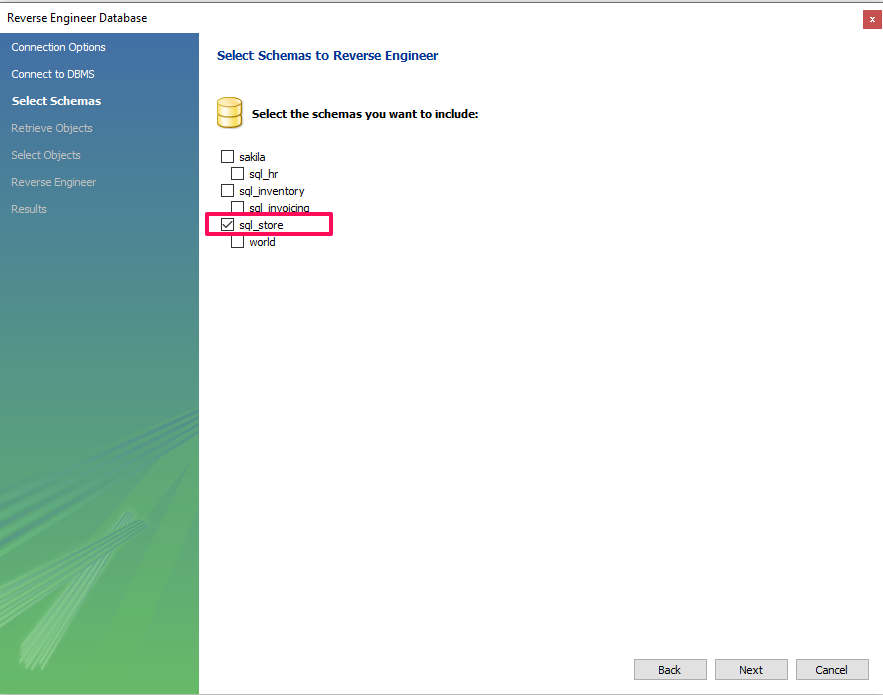 Reverse Engineer Database
x
Connection Options
Connect to DBMS
Select Schemas
Retrieve Objects
Select Objects
Reverse Engineer
Results
Select Schemas to Reverse Engineer
Select the schemas you want to include:
sakila
sql_hr
sql_inventory
sql_invoicing
sql_store
world
Back Next Cancel